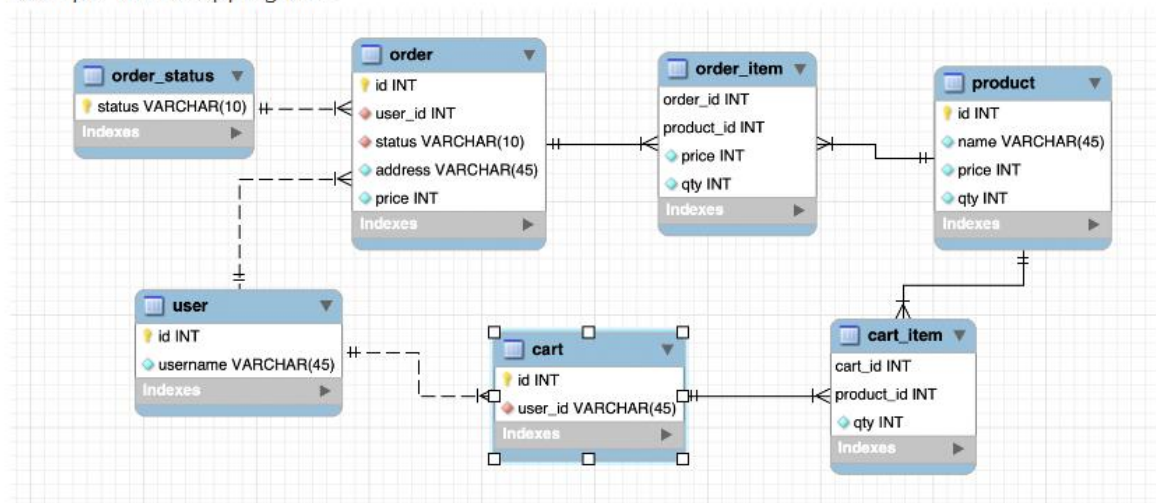 order_status
status VARCHAR(10)
Indexes
order
id INT
user_id INT
status VARCHAR(10)
address VARCHAR(45)
price INT
Indexes
order_item
order_id INT
product_id INT
price INT
qty INT
Indexes
product
id INT
name VARCHAR(45)
price INT
qty INT
Indexes
user
id INT
username VARCHAR(45)
Indexes
cart
id INT
user_id VARCHAR(45)
Indexes
cart_item
cart_id INT
product_id INT
qty INT
Indexes